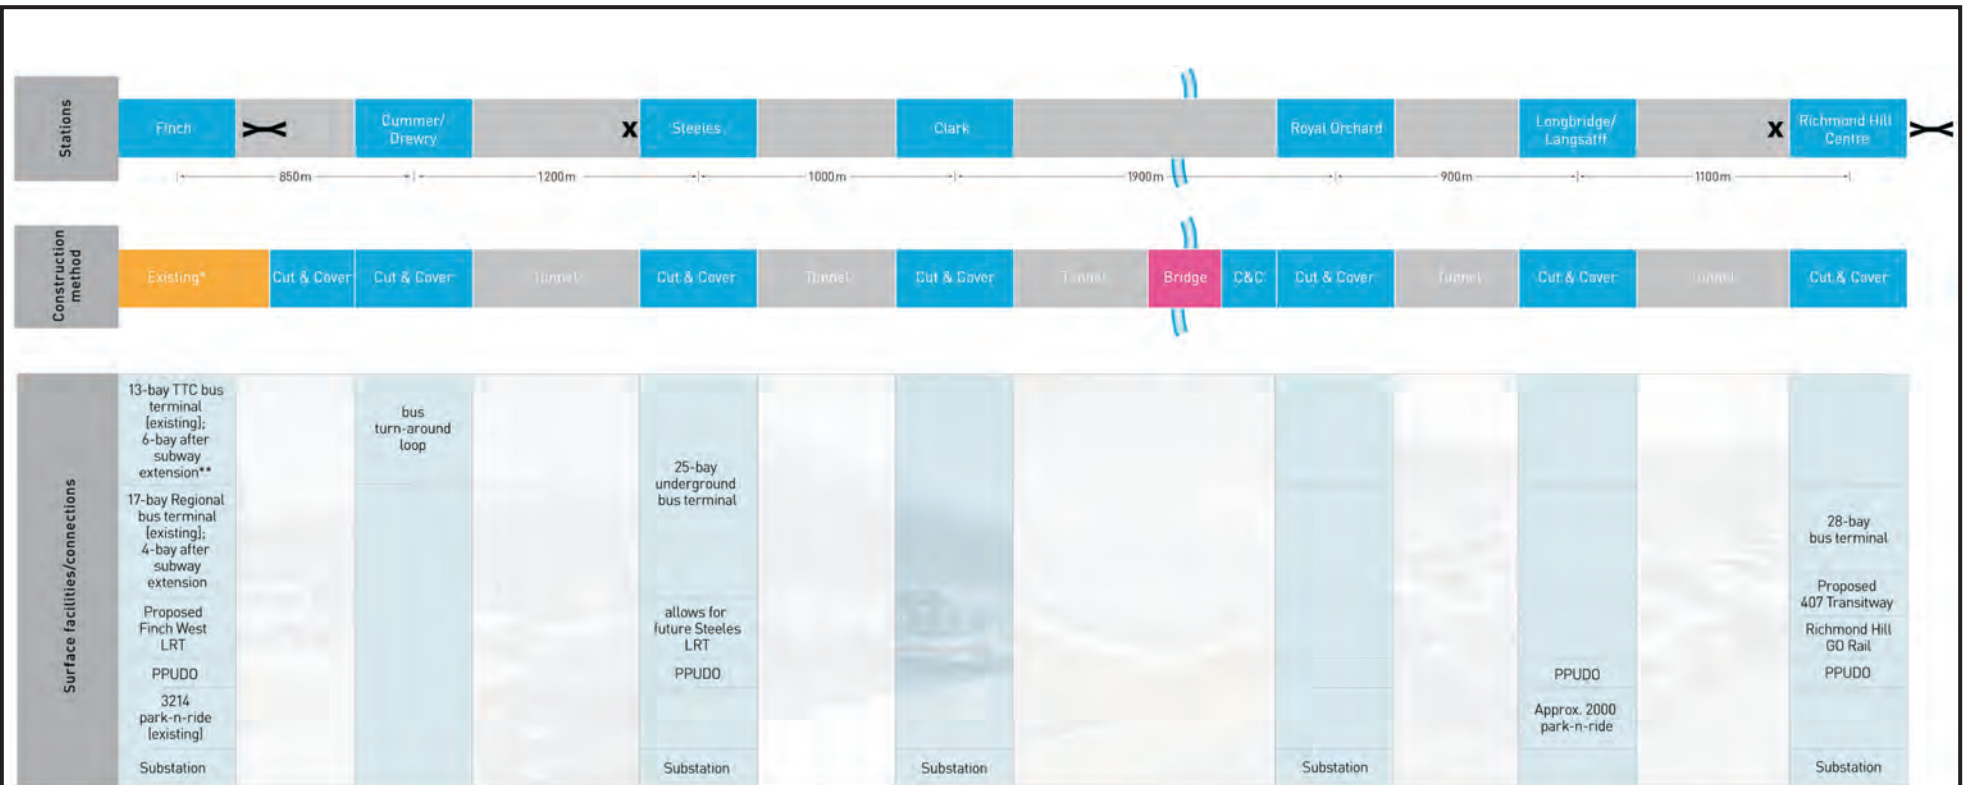 Stations
Finch
Cummer/
Drewry
X
Steeles
Clark
Royal Orchard
Longbridge/
Langsatff
X
Richmond Hill
Centre
850m
1200m
1000m
1900m
900m
1100m
Construction
method
Existing*
Cut & Cover
Cut & Cover
Tunnel
Cut & Cover
Tunnel
Cut & Cover
Tunnel
Bridge
C&C
Cut & Cover
Tunnel
Cut & Cover
Tunnel
Cut & Cover
Surface facilities/connections
13-bay TTC bus
terminal
[existing];
6-bay after
subway
extension**
17-bay Regional
bus terminal
[existing];
4-bay after
subway
extension
Proposed
Finch West
LRT
PPUDO
3214
park-n-ride
[existing]
Substation
bus
turn-around
loop
25-bay
underground
bus terminal
allows for
future Steeles
LRT
PPUDO
Substation
Substation
Substation
PPUDO
Approx. 2000
park-n-ride
28-bay
bus terminal
Proposed
407 Transitway
Richmond Hill
GO Rail
PPUDO
Substation